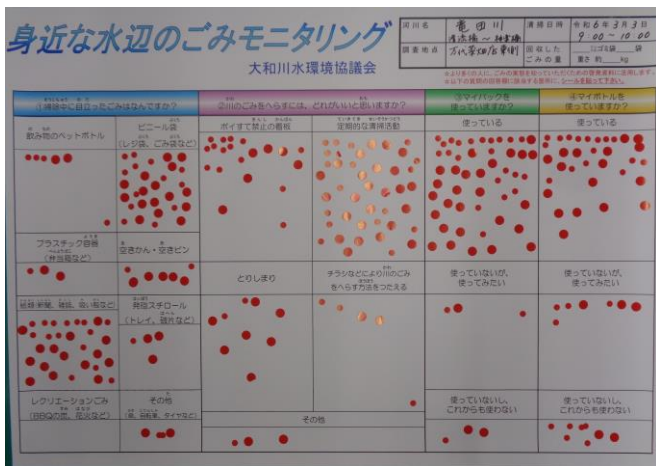 身近な水辺のごみモニタリング
大和川水環境協議会
河川名
竜田川
清掃日時
令和6年3月3日
9:00~10:00
調査地点
回収した
ごみの量
重さ 約 kg
①清掃中に目立ったごみはなんですか?
②川のごみをへらすには、どれがいいと思いますか?
③マイバックを
使っていますか?
④マイボトルを
使っていますか?
飲み物のペットボトル
ビニール袋
(レジ袋、ごみ袋など)
ポイすて禁止の看板
定期的な清掃活動
使っている
使っている
プラスチック容器
(弁当箱など)
空きかん・空きビン
とりしまり
チラシなどにより川のごみ
をへらす方法をつたえる
使っていないが、
使ってみたい
使っていないが、
使ってみたい
発泡スチロール
(トレイ、破片など)
レクリエーションごみ
(BBQの炭、花火など)
その他
その他
使っていないし、
これからも使わない
使っていないし、
これからも使わない